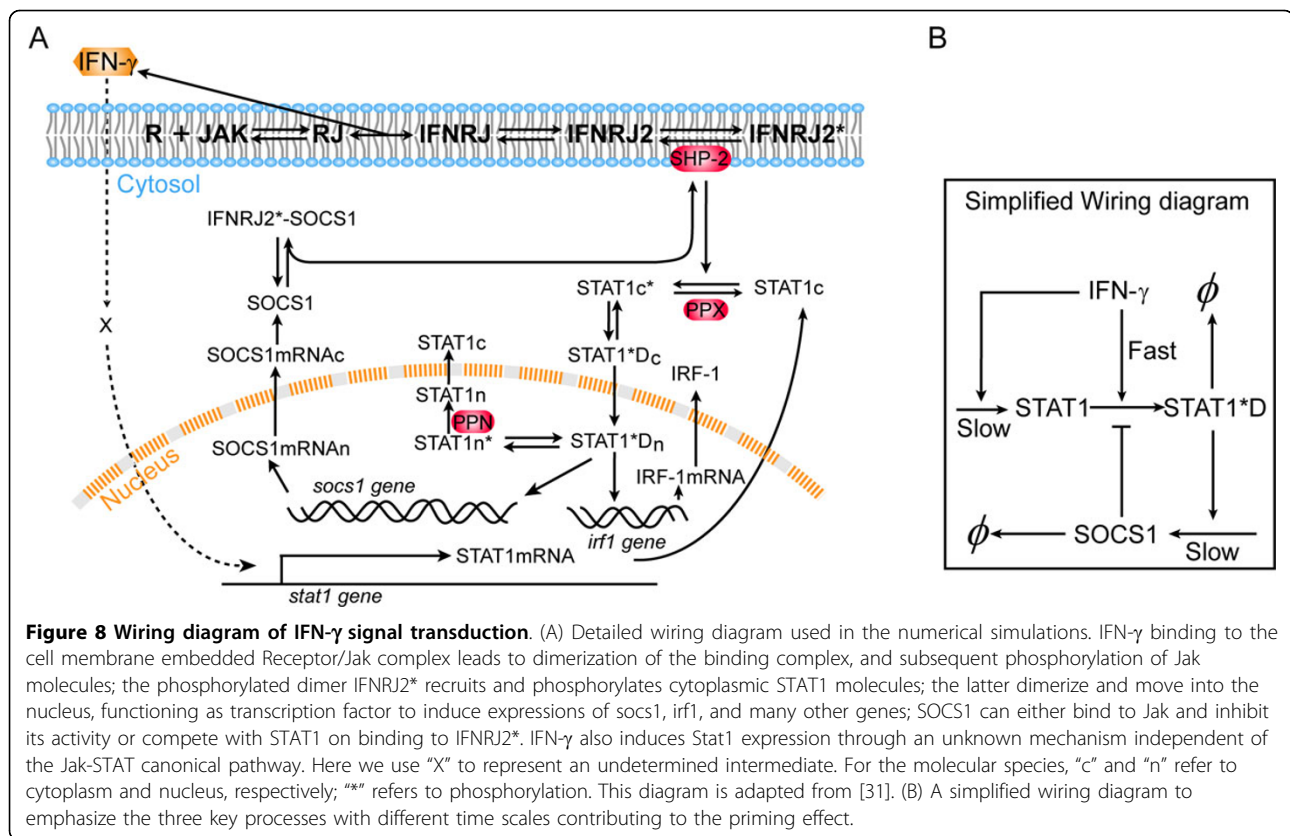 A
B
IFN-γ
R + JAK RJ IFNRJ IFNRJ2 IFNRJ2*
SHP-2
Cytosol
IFNRJ2*-SOCS1
SOCS1
STAT1c*
STAT1c
PPX
SOCS1mRNAc
STAT1c
STAT1*Dc
IRF-1
X
STAT1n
PPN
SOCS1mRNAn
STAT1n*
STAT1*Dn
IRF-1mRNA
Nucleus
socs1 gene
irf1 gene
STAT1mRNA
stat1 gene
Simplified Wiring diagram
IFN-γ
ϕ
Fast
STAT1
STAT1*D
Slow
ϕ
SOCS1
Slow
Figure 8 Wiring diagram of IFN-γ signal transduction. (A) Detailed wiring diagram used in the numerical simulations. IFN-γ binding to the
cell membrane embedded Receptor/Jak complex leads to dimerization of the binding complex, and subsequent phosphorylation of Jak
molecules; the phosphorylated dimer IFNRJ2* recruits and phosphorylates cytoplasmic STAT1 molecules; the latter dimerize and move into the
nucleus, functioning as transcription factor to induce expressions of socs1, irf1, and many other genes; SOCS1 can either bind to Jak and inhibit
its activity or compete with STAT1 on binding to IFNRJ2*. IFN-γ also induces Stat1 expression through an unknown mechanism independent of
the Jak-STAT canonical pathway. Here we use “X” to represent an undetermined intermediate. For the molecular species, “c” and “n” refer to
cytoplasm and nucleus, respectively; “*” refers to phosphorylation. This diagram is adapted from [31]. (B) A simplified wiring diagram to
emphasize the three key processes with different time scales contributing to the priming effect.